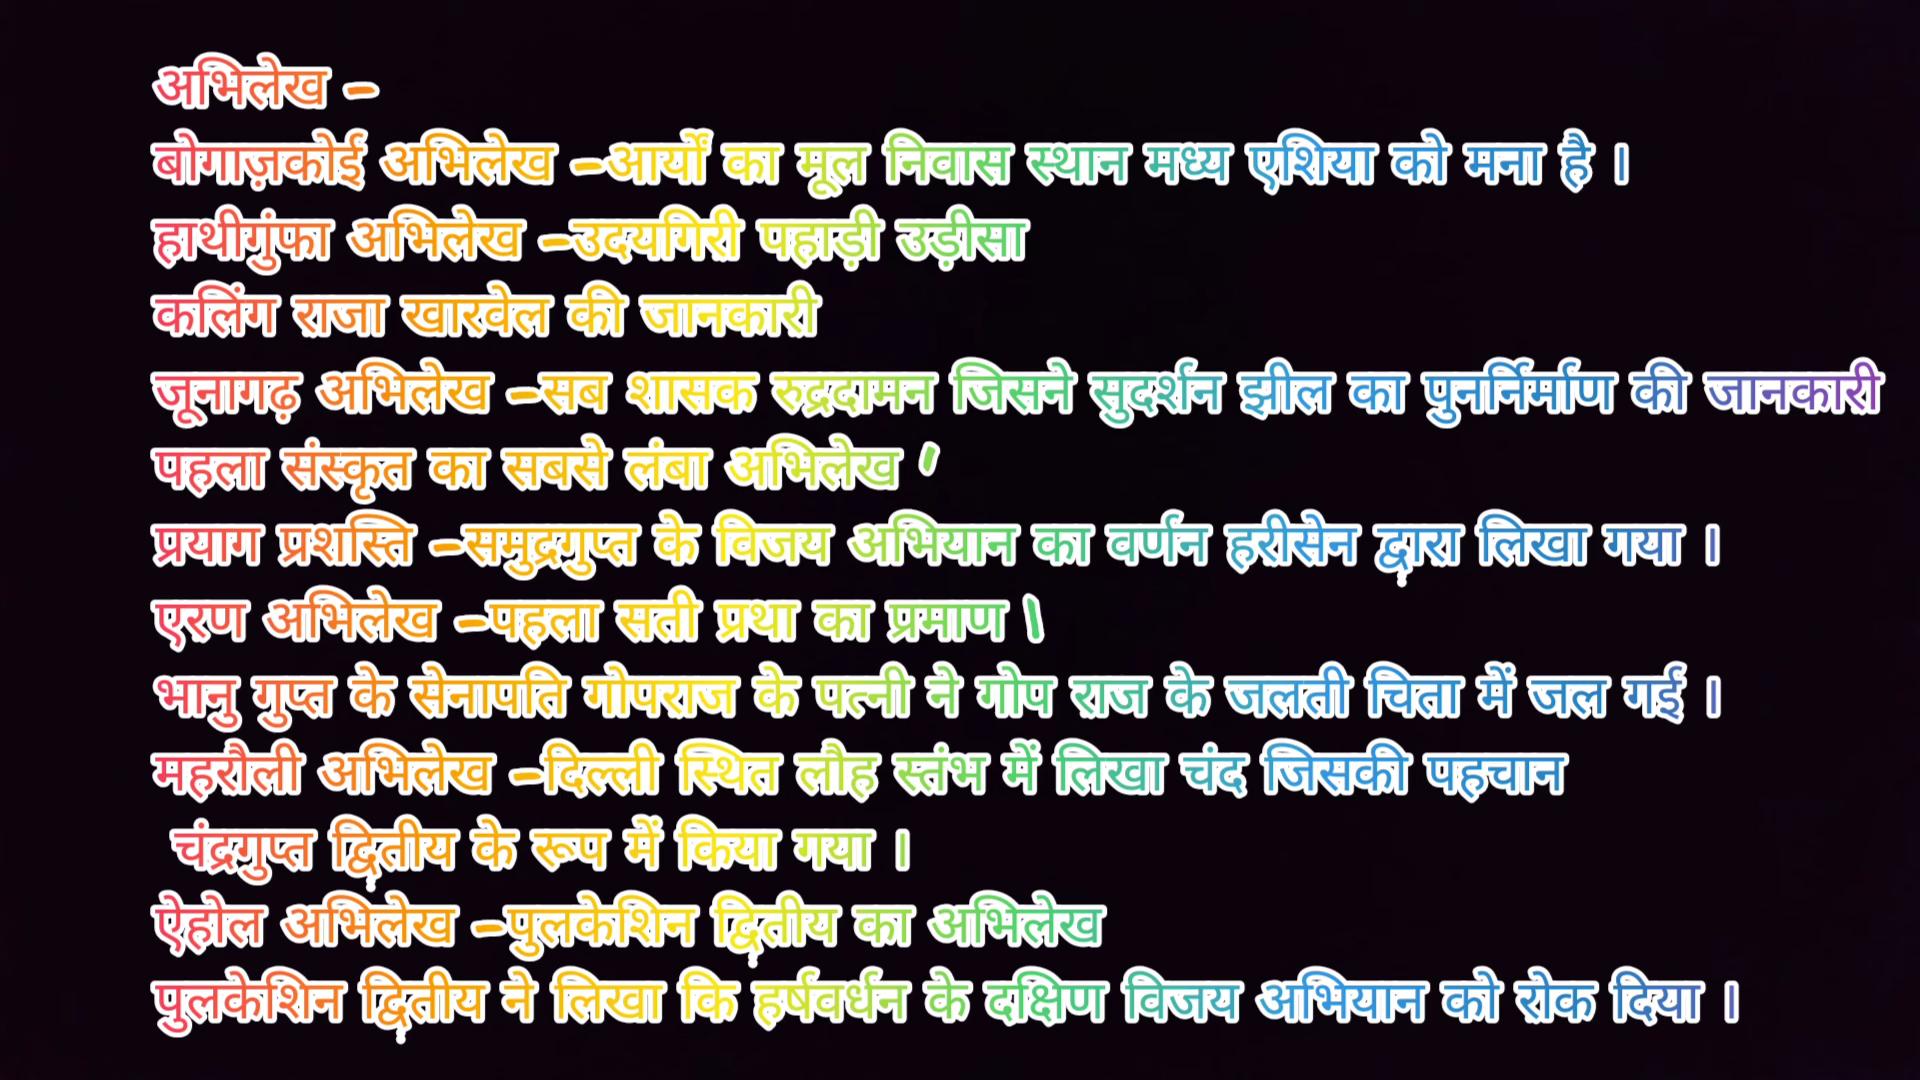 अभिलेख –
बोगाज़कोई अभिलेख –आर्यों का मूल निवास स्थान मध्य एशिया को मना है ।
हाथीगुंफा अभिलेख –उदयगिरी पहाड़ी उड़ीसा
कलिंग राजा खारवेल की जानकारी
जूनागढ़ अभिलेख –सब शासक रुद्रदामन जिसने सुदर्शन झील का पुनर्निर्माण की जानकारी
पहला संस्कृत का सबसे लंबा अभिलेख '
प्रयाग प्रशस्ति –समुद्रगुप्त के विजय अभियान का वर्णन हरीसेन द्वारा लिखा गया ।
एरण अभिलेख –पहला सती प्रथा का प्रमाण \
भानु गुप्त के सेनापति गोपराज के पत्नी ने गोप राज के जलती चिता में जल गई ।
महरौली अभिलेख –दिल्ली स्थित लौह स्तंभ में लिखा चंद जिसकी पहचान
चंद्रगुप्त द्वितीय के रूप में किया गया ।
ऐहोल अभिलेख –पुलकेशिन द्वितीय का अभिलेख
पुलकेशिन द्वितीय ने लिखा कि हर्षवर्धन के दक्षिण विजय अभियान को रोक दिया ।